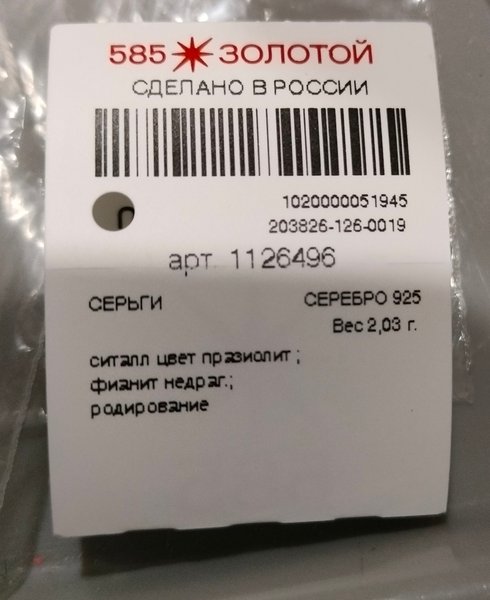 585 ЗОЛОТОЙ
СДЕЛАНО В РОССИИ
1020000051945
203826-126-0019
арт. 1126496
СЕРЬГИ
СЕРЕБРО 925
Вес 2,03 г.
ситалл цвет празиолит ;
фианит недраг.;
родирование